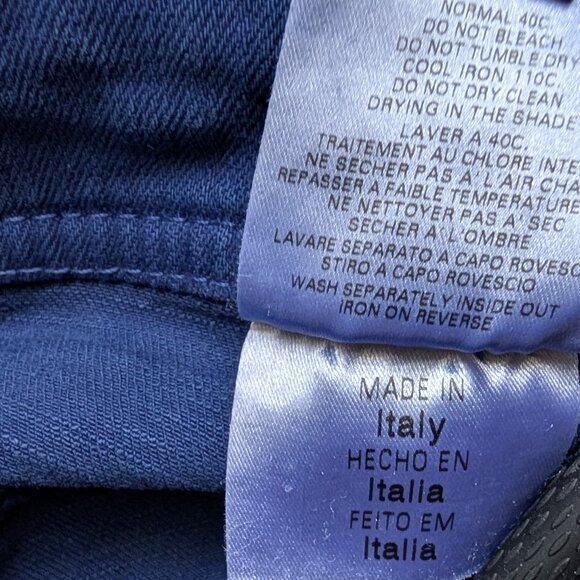 NORMAL 40C.
DO NOT BLEACH
DO NOT TUMBLE DRY
COOL IRON 110C.
DO NOT DRY CLEAN
DRYING IN THE SHADE
LAVER A 40C.
TRAITEMENT AU CHLORE INTE
NE SECHER PAS A' L'AIR CHA
REPASSER A FAIBLE TEMPERATURE
NE NETTOYER PAS A' SEC
SECHER A L'OMBRE
LAVARE SEPARATO A CAPO ROVESC
STIRO A CAPO ROVESCIO
WASH SEPARATELY INSIDE OUT
IRON ON REVERSE
MADE IN
Italy
HECHO EN
Italia
FEITO EM
Italia